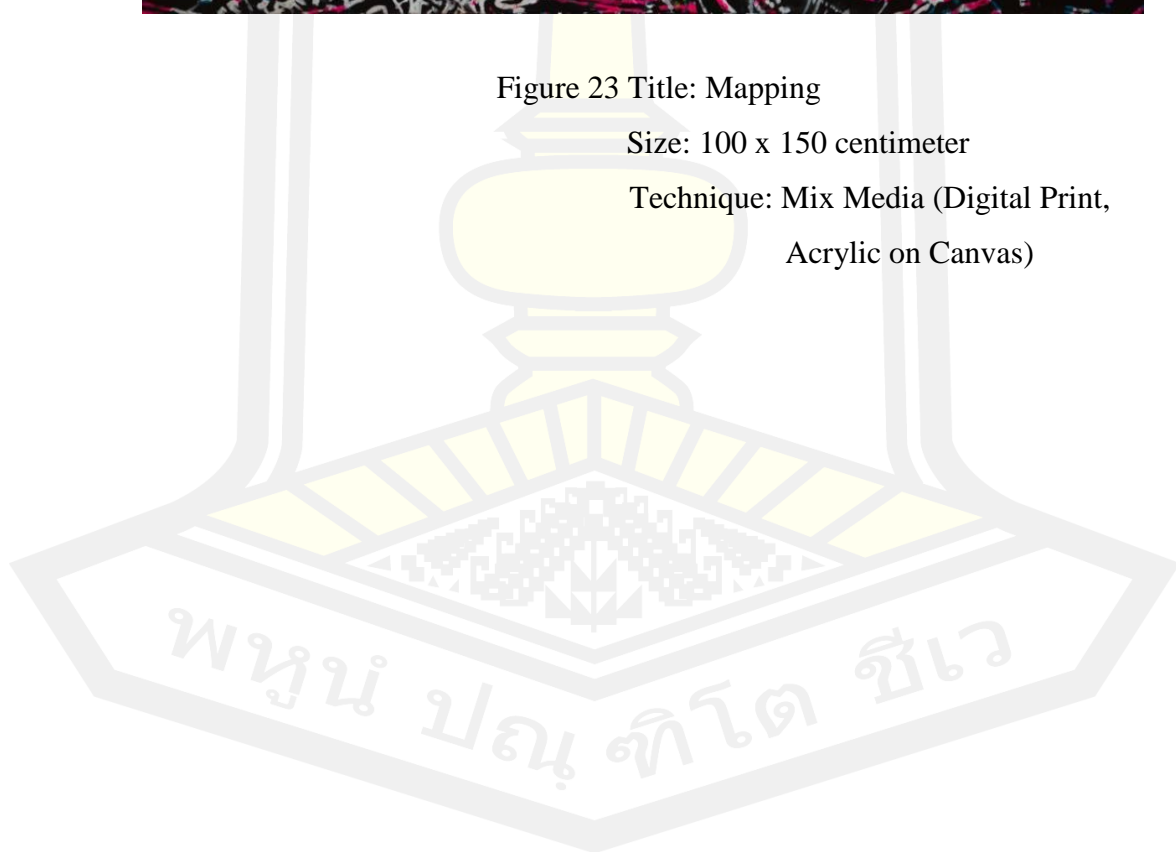 Figure 23 Title: Mapping
Size: 100 x 150 centimeter
Technique: Mix Media (Digital Print,
Acrylic on Canvas)
พหูนํ ปณฺฑิโต ชีเว